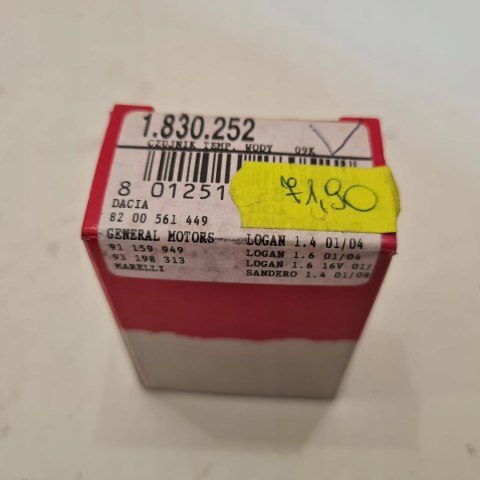 1.830.252
CZUJNIK TEMP. WODY 09K
8 01251
71,90
DACIA
82 00 561 449
GENERAL MOTORS
91 159 949
93 198 313
MARELLI
LOGAN 1.4 01/04
LOGAN 1.6 01/04
LOGAN 1.6 16V 01/
SANDERO 1.4 01/08